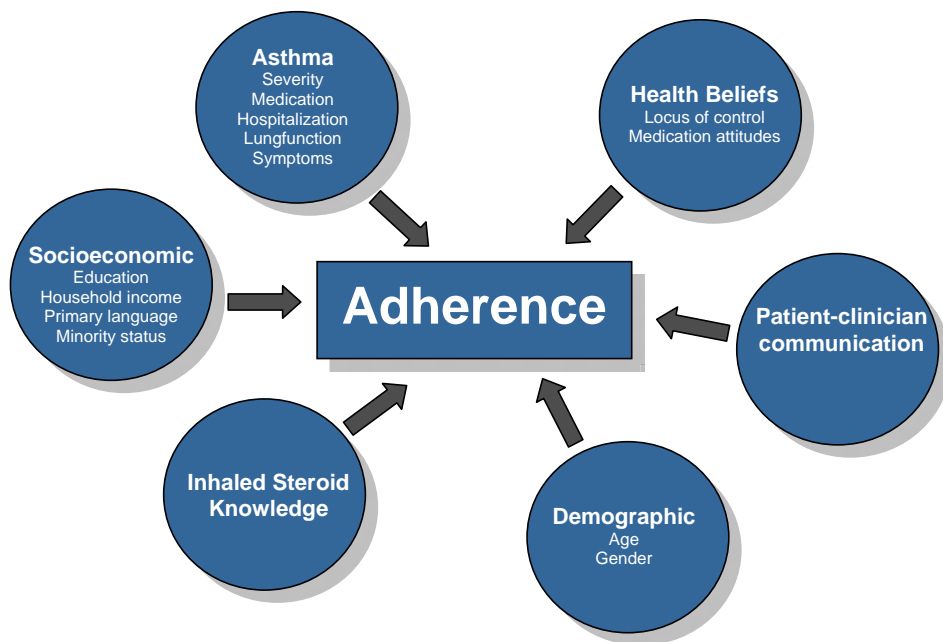 Asthma
Severity
Medication
Hospitalization
Lungfunction
Symptoms
Health Beliefs
Locus of control
Medication attitudes
Socioeconomic
Education
Household income
Primary language
Minority status
Adherence
Patient-clinician
communication
Inhaled Steroid
Knowledge
Demographic
Age
Gender